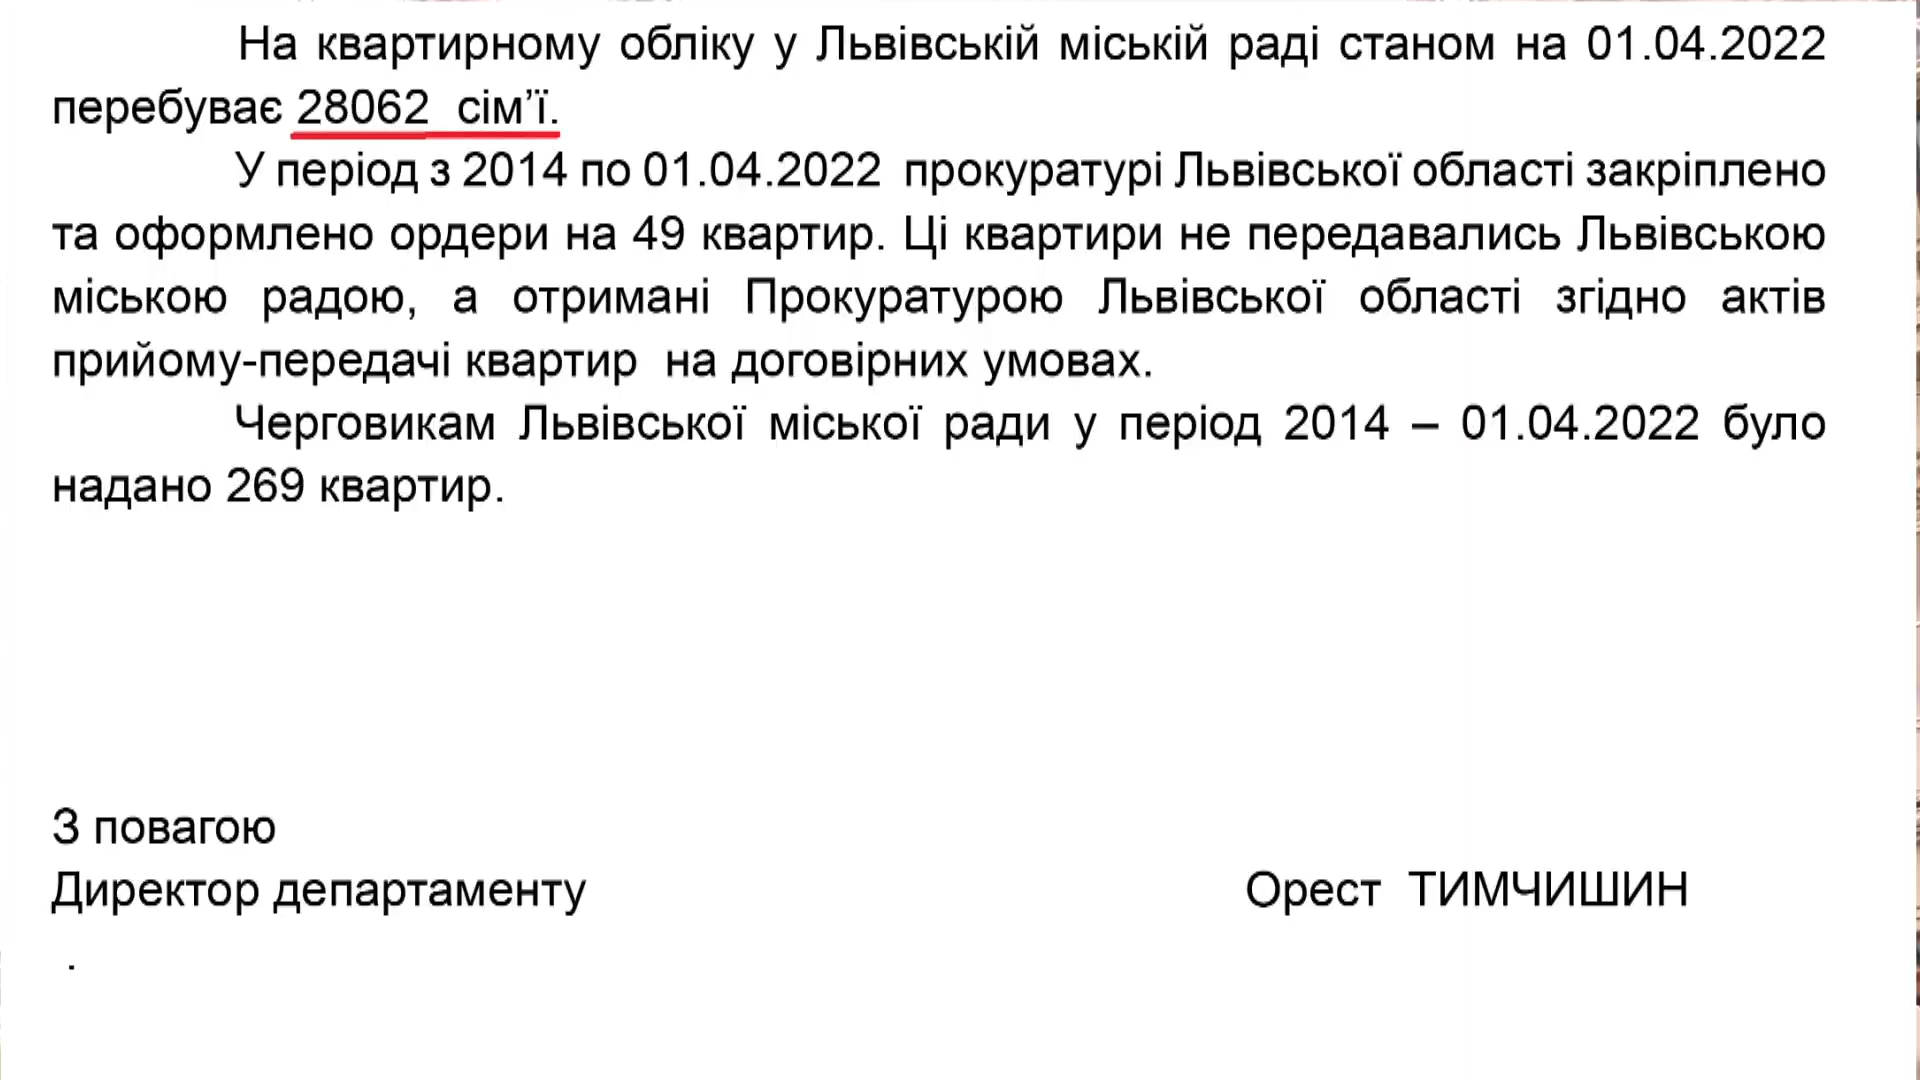 На квартирному обліку у Львівській міській раді станом на 01.04.2022
перебуває 28062 сім’ї.
У період з 2014 по 01.04.2022 прокуратурі Львівської області закріплено
та оформлено ордери на 49 квартир. Ці квартири не передавались Львівською
міською радою, а отримані Прокуратурою Львівської області згідно актів
прийому-передачі квартир на договірних умовах.
Черговикам Львівської міської ради у період 2014 – 01.04.2022 було
надано 269 квартир.
З повагою
Директор департаменту Орест ТИМЧИШИН
.